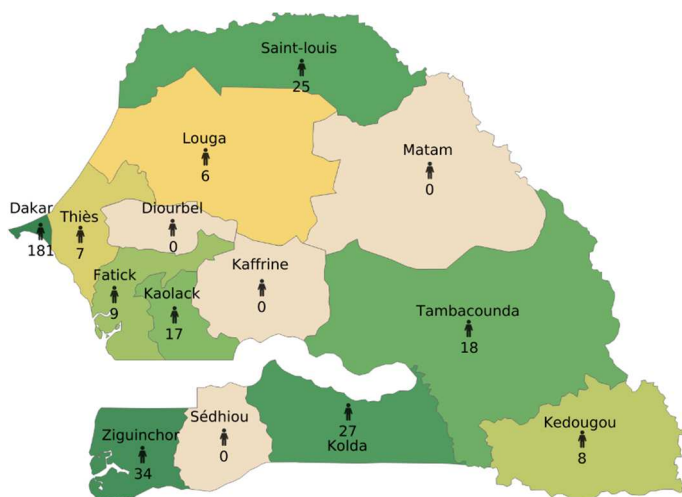 Saint-louis
25
Louga
6
Matam
0
Dakar
181
Thiès
7
Diourbel
0
Fatick
9
Kaolack
17
Kaffrine
0
Tambacounda
18
Ziguinchor
34
Sédhiou
0
27
Kolda
Kedougou
8